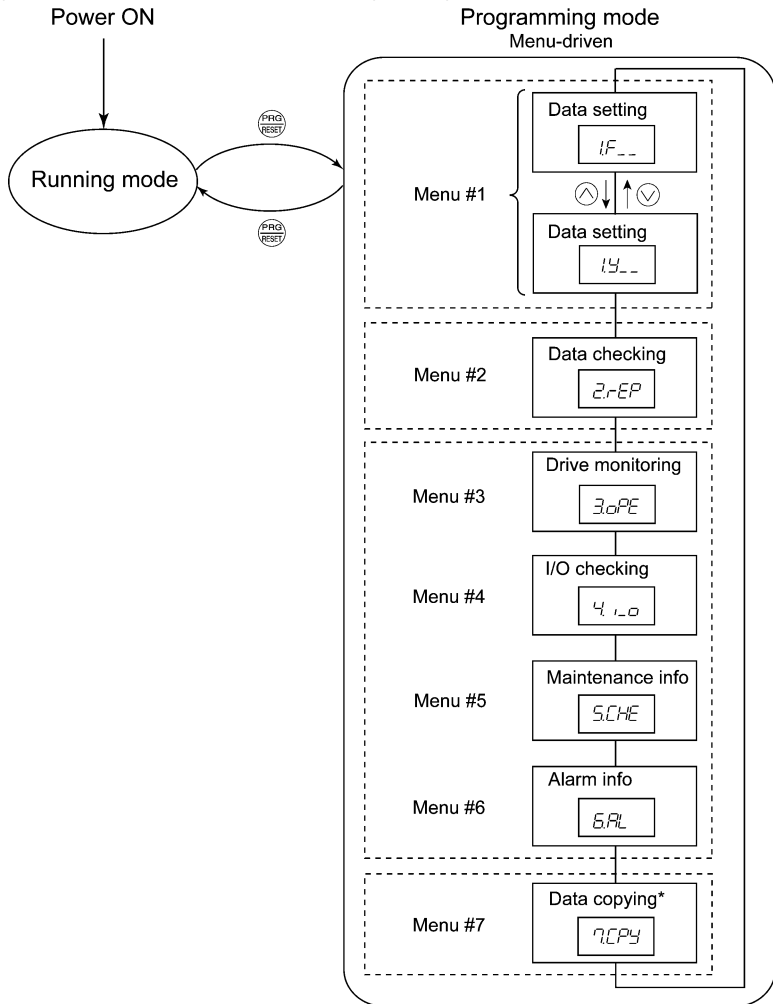 Power ON
Programming mode
Menu-driven
PRG
RESET
Running mode
PRG
RESET
Menu #1
Data setting
1.F__
Data setting
1.y__
Menu #2
Data checking
2.rEP
Menu #3
Drive monitoring
3.oPE
Menu #4
I/O checking
4.i_o
Menu #5
Maintenance info
5.CHE
Menu #6
Alarm info
6.AL
Menu #7
Data copying*
7.CPY